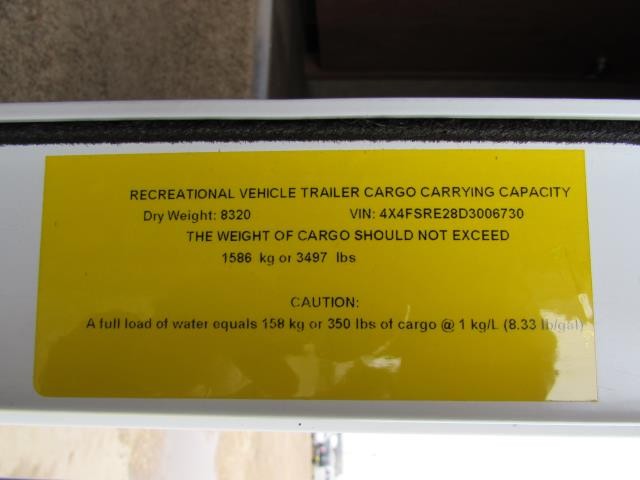 RECREATIONAL VEHICLE TRAILER CARGO CARRYING CAPACITY
Dry Weight: 8320 VIN: 4X4FSRE28D3006730
THE WEIGHT OF CARGO SHOULD NOT EXCEED
1586 kg or 3497 lbs
CAUTION:
A full load of water equals 158 kg or 350 lbs of cargo @ 1 kg/L (8.33 lb/gal)